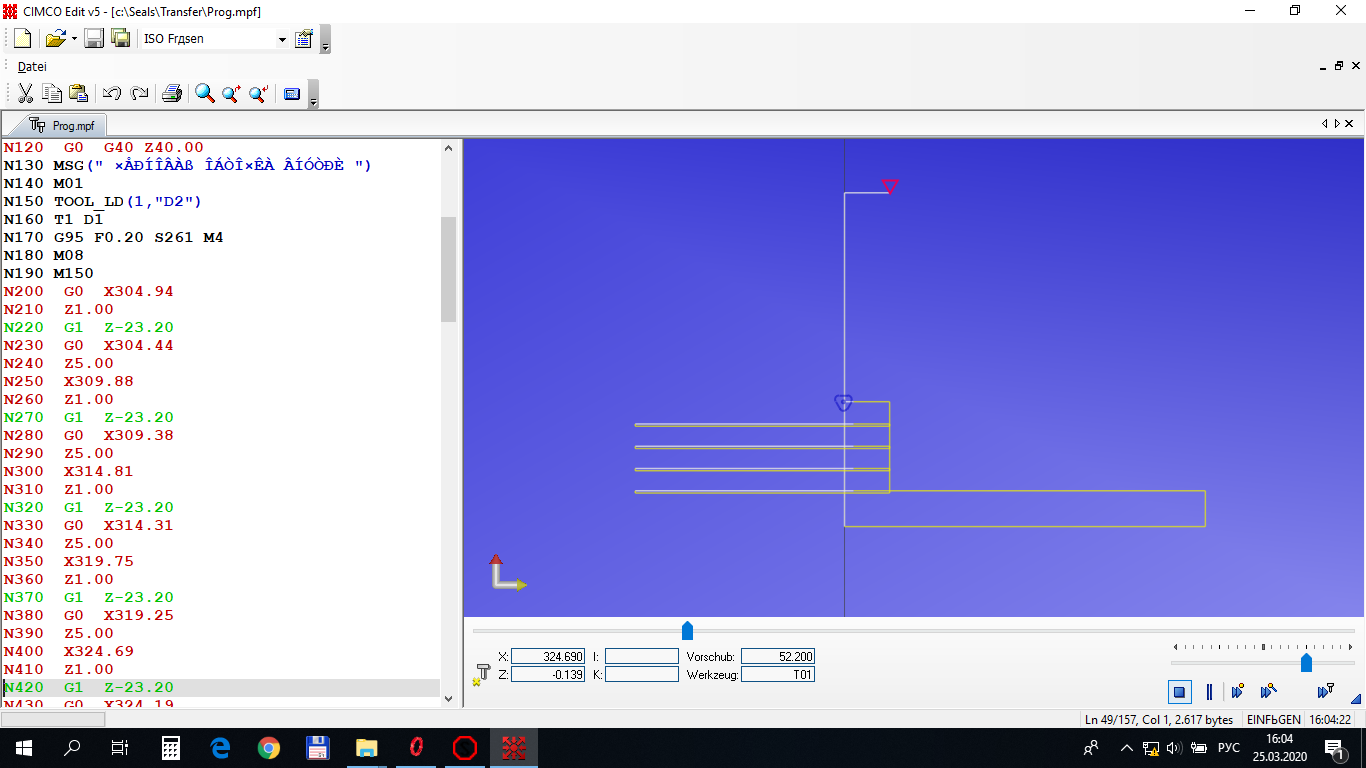 CIMCO Edit v5 - [c:\Seals\Transfer\Prog.mpf]
ISO Frдsen
Datei
Prog.mpf
N120 G0 G40 Z40.00
N130 MSG(" ×ÅÐÍÎÂÀß ÎÁÒÎ×ÊÀ ÂÍÓÒÐÈ ")
N140 M01
N150 TOOL_LD(1,"D2")
N160 T1 D1
N170 G95 F0.20 S261 M4
N180 M08
N190 M150
N200 G0 X304.94
N210 Z1.00
N220 G1 Z-23.20
N230 G0 X304.44
N240 Z5.00
N250 X309.88
N260 Z1.00
N270 G1 Z-23.20
N280 G0 X309.38
N290 Z5.00
N300 X314.81
N310 Z1.00
N320 G1 Z-23.20
N330 G0 X314.31
N340 Z5.00
N350 X319.75
N360 Z1.00
N370 G1 Z-23.20
N380 G0 X319.25
N390 Z5.00
N400 X324.69
N410 Z1.00
N420 G1 Z-23.20
N430 G0 X324.19
X: 324.690 I: Vorschub: 52.200
Z: -0.139 K: Werkzeug: T01
Ln 49/157, Col 1, 2.617 bytes EINFьGEN 16:04:22
РУС 16:04
25.03.2020
1